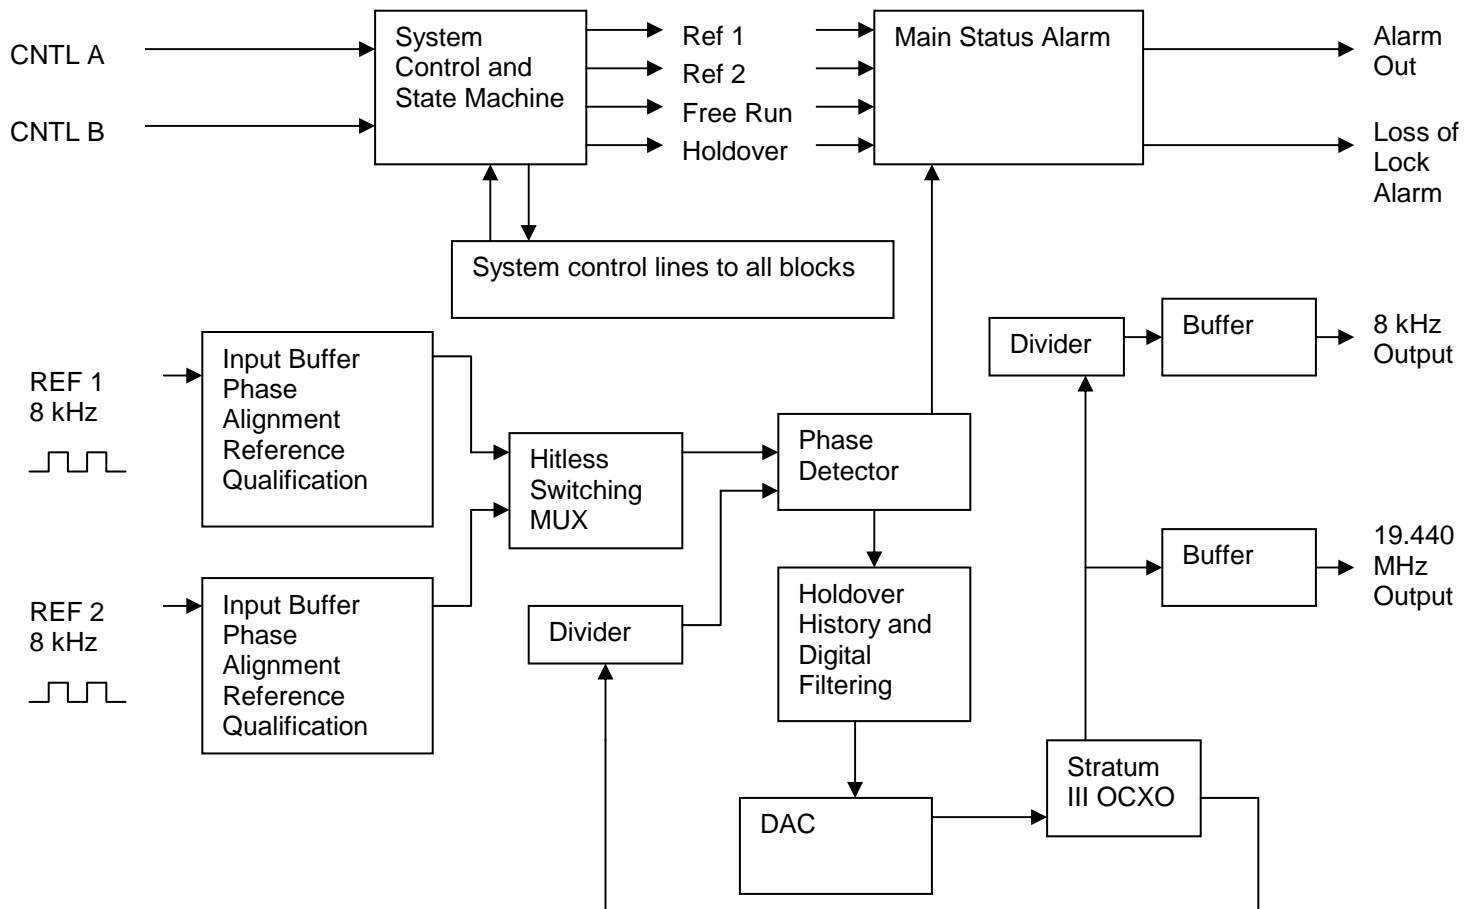 CNTL A
CNTL B
System
Control and
State Machine
Ref 1
Ref 2
Free Run
Holdover
Main Status Alarm
Alarm
Out
Loss of
Lock
Alarm
System control lines to all blocks
REF 1
8 kHz
Input Buffer
Phase
Alignment
Reference
Qualification
REF 2
8 kHz
Input Buffer
Phase
Alignment
Reference
Qualification
Hitless
Switching
MUX
Divider
Phase
Detector
Holdover
History and
Digital
Filtering
DAC
Stratum
III OCXO
Divider
Buffer
8 kHz
Output
Buffer
19.440
MHz
Output